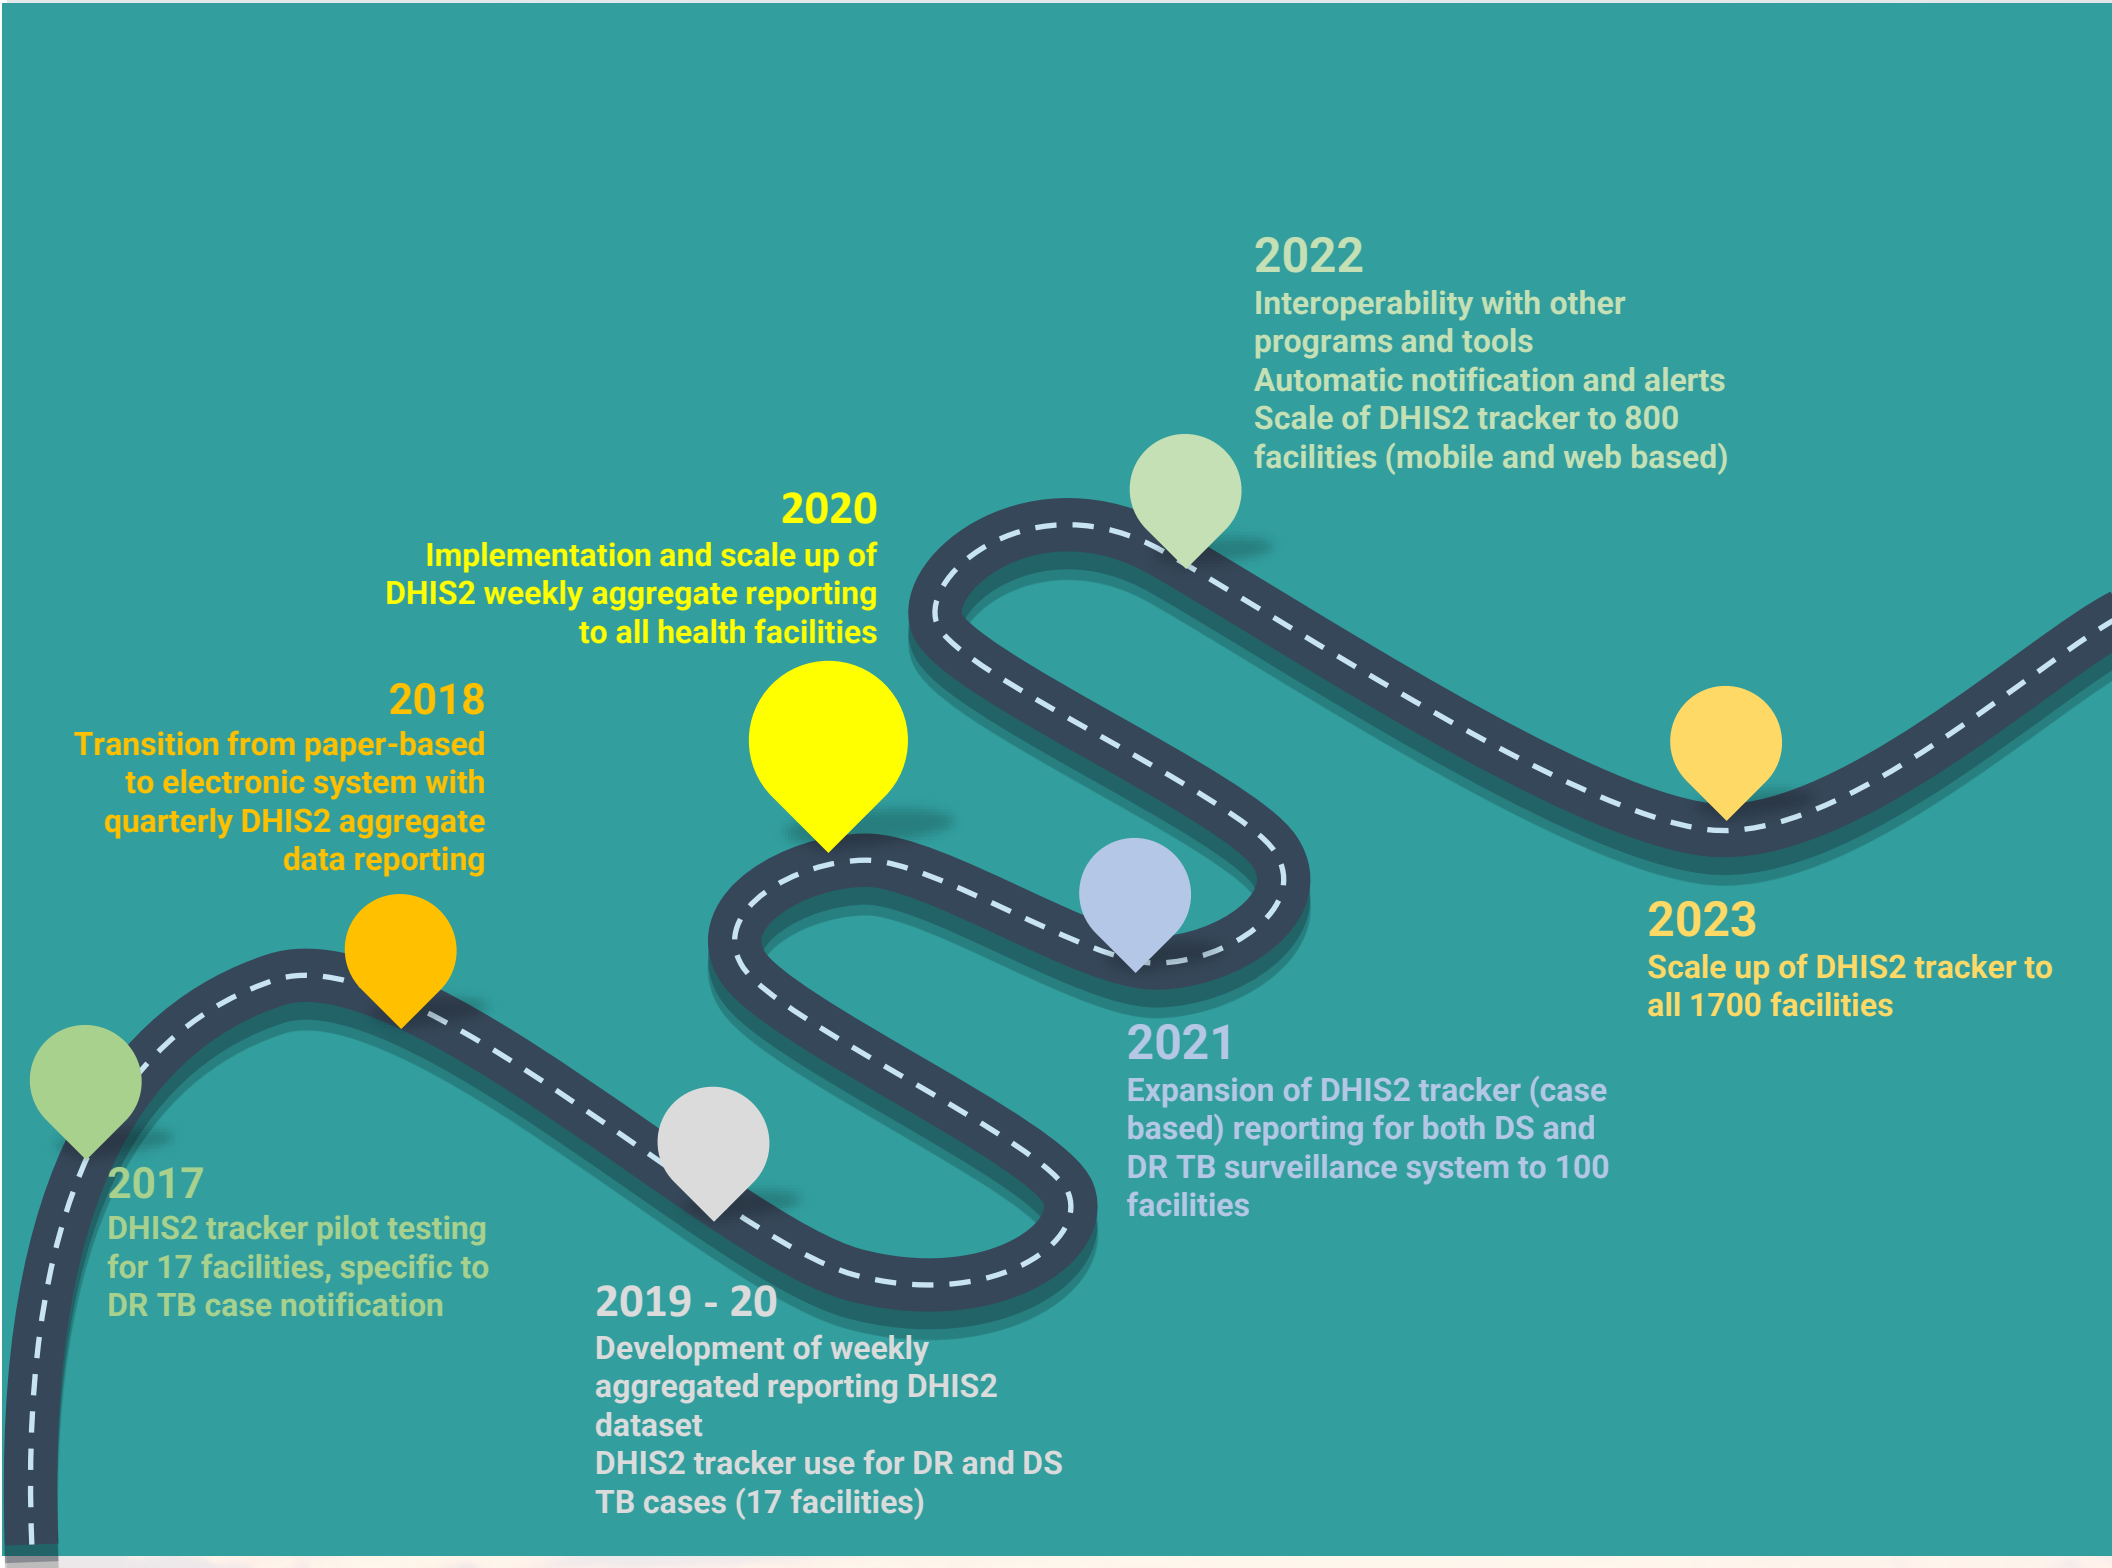 2017
DHIS2 tracker pilot testing
for 17 facilities, specific to
DR TB case notification
2018
Transition from paper-based
to electronic system with
quarterly DHIS2 aggregate
data reporting
2019 - 20
Development of weekly
aggregated reporting DHIS2
dataset
DHIS2 tracker use for DR and DS
TB cases (17 facilities)
2020
Implementation and scale up of
DHIS2 weekly aggregate reporting
to all health facilities
2021
Expansion of DHIS2 tracker (case
based) reporting for both DS and
DR TB surveillance system to 100
facilities
2022
Interoperability with other
programs and tools
Automatic notification and alerts
Scale of DHIS2 tracker to 800
facilities (mobile and web based)
2023
Scale up of DHIS2 tracker to
all 1700 facilities